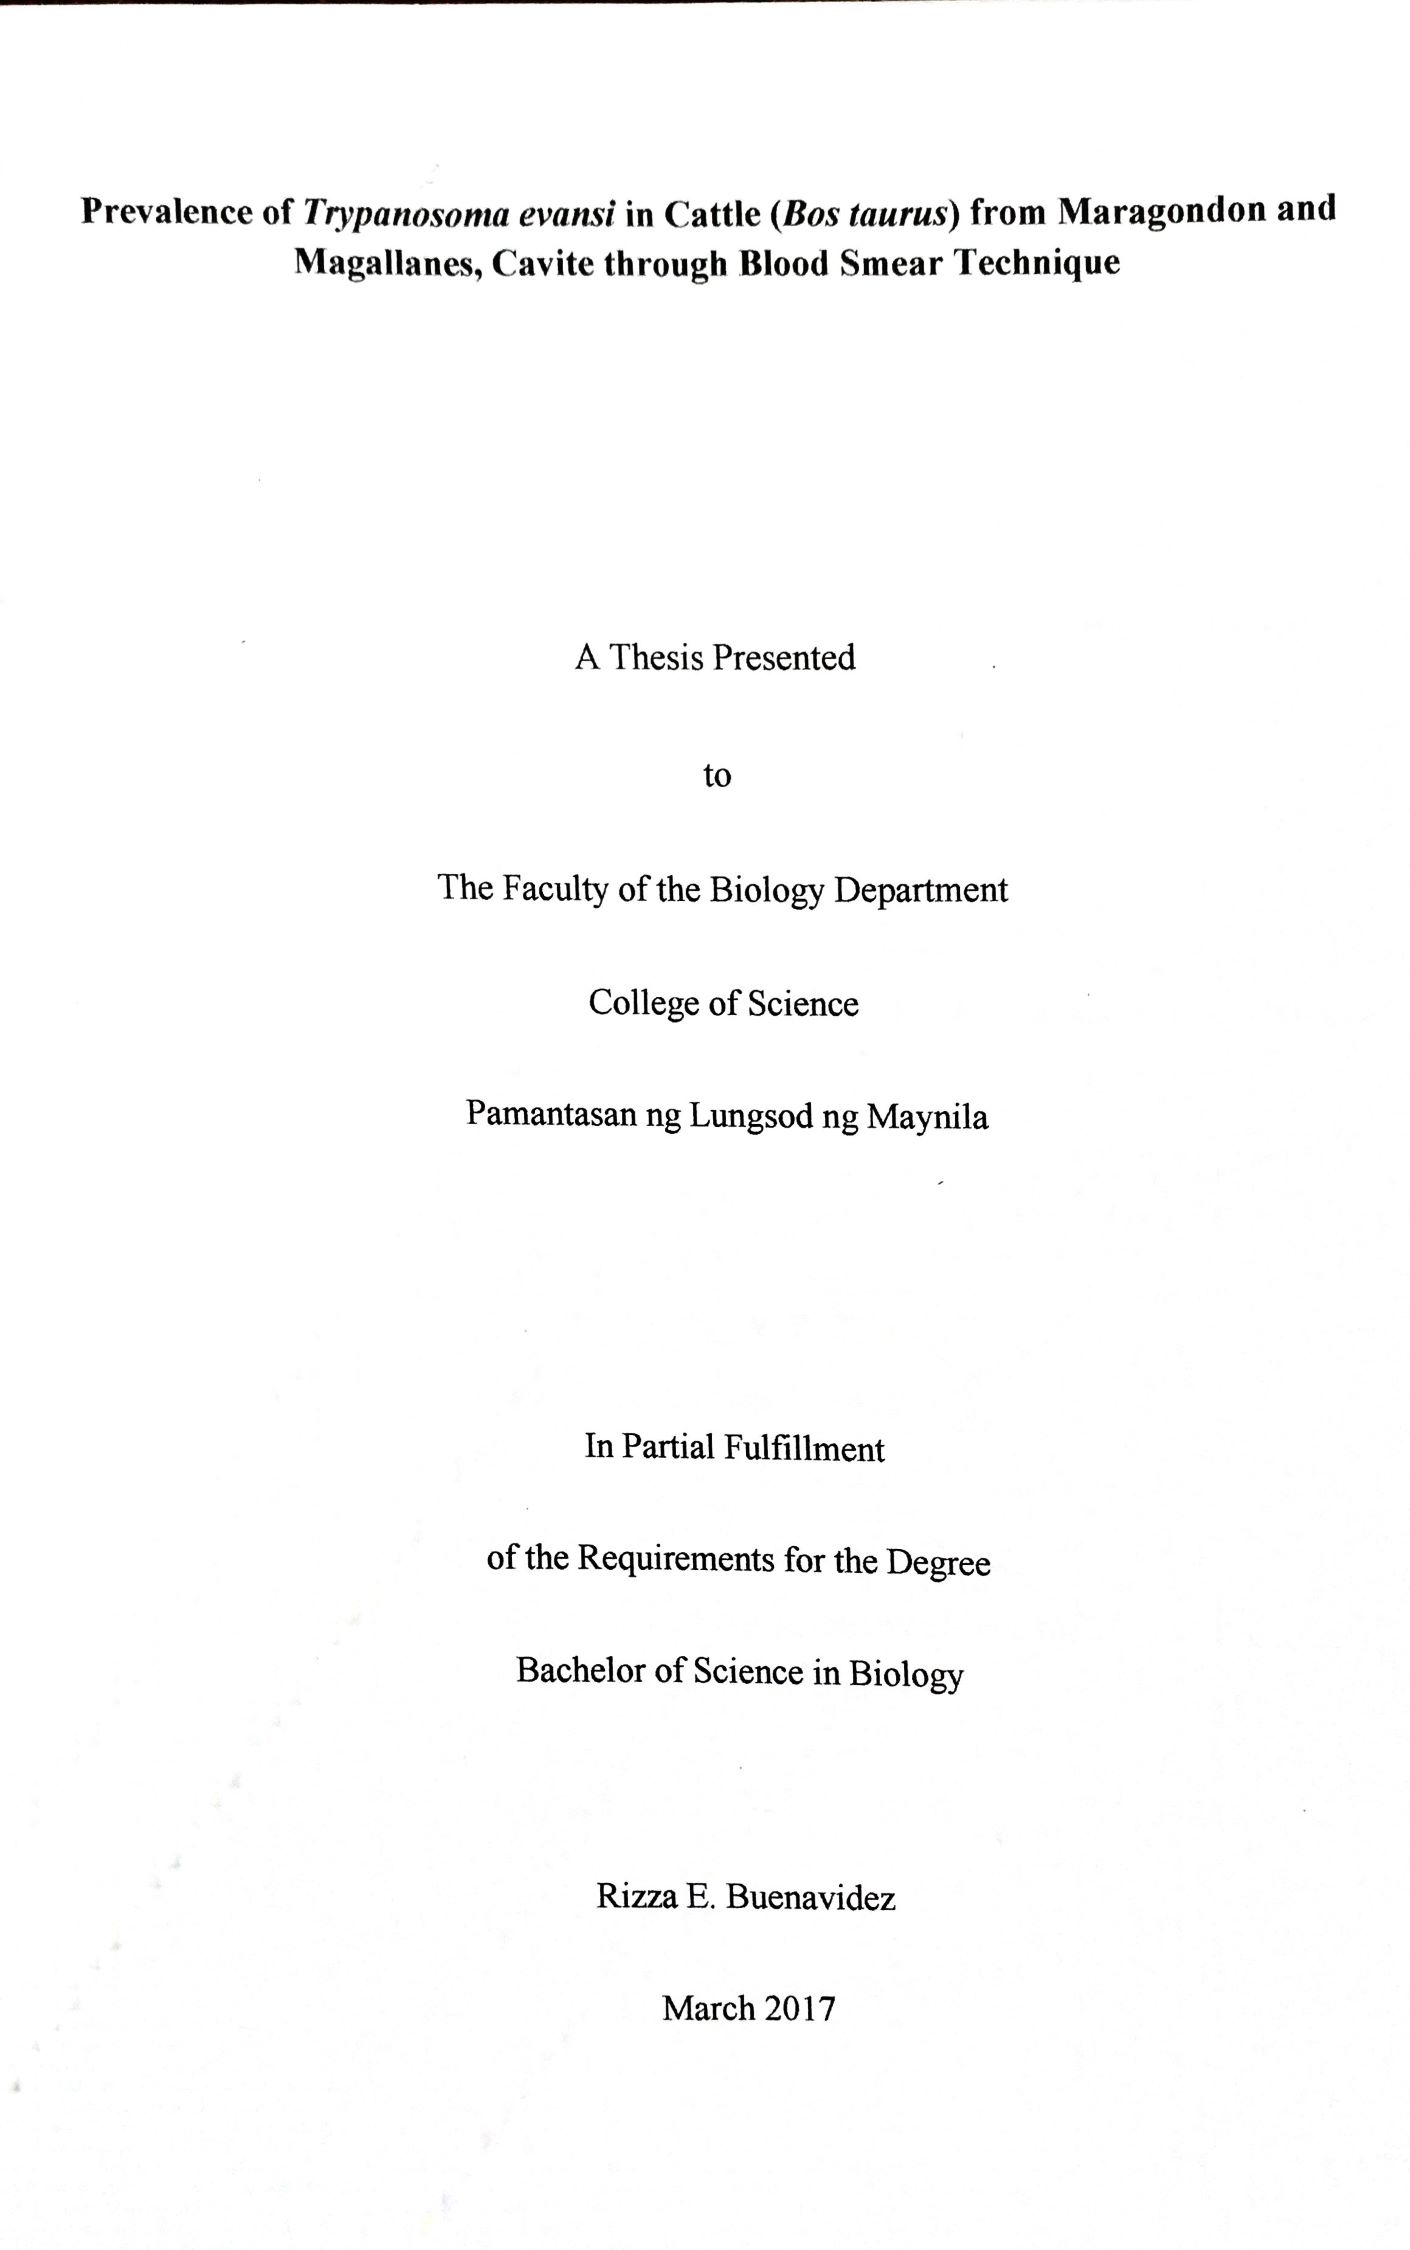 Prevalence of Trypanosoma evansi in Cattle (Bos taurus) from Maragondon and
Magallanes, Cavite through Blood Smear Technique
A Thesis Presented
to
The Faculty of the Biology Department
College of Science
Pamantasan ng Lungsod ng Maynila
In Partial Fulfillment
of the Requirements for the Degree
Bachelor of Science in Biology
Rizza E. Buenavidez
March 2017